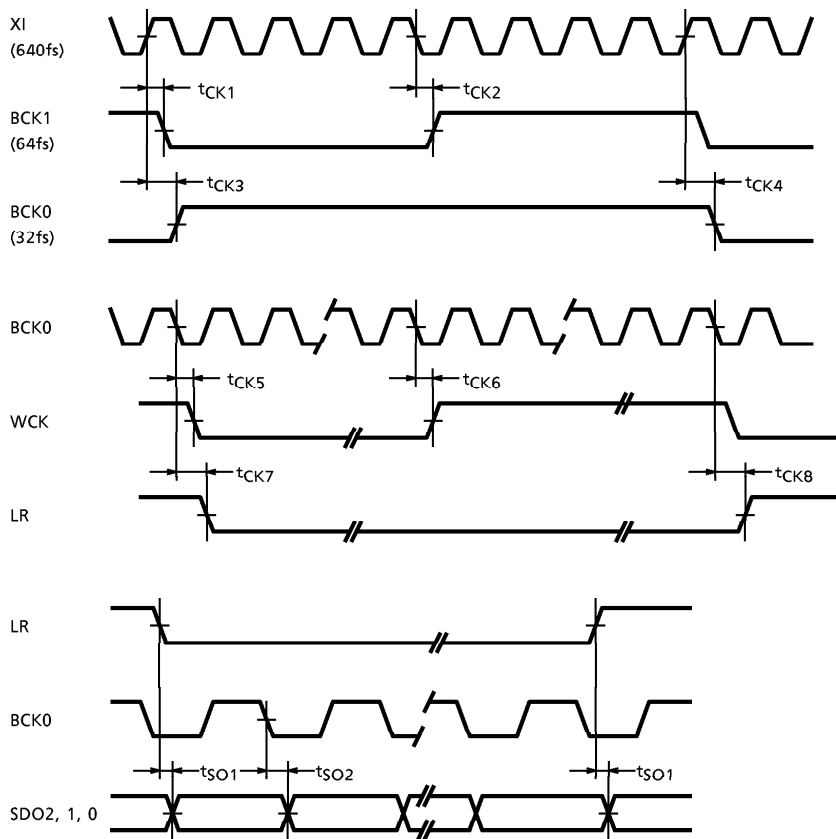 XI
(640fs)
tCK1
tCK2
BCK1
(64fs)
tCK3
tCK4
BCK0
(32fs)
BCK0
tCK5
tCK6
WCK
tCK7
tCK8
LR
LR
BCK0
tSO1
tSO2
tSO1
SDO2, 1, 0